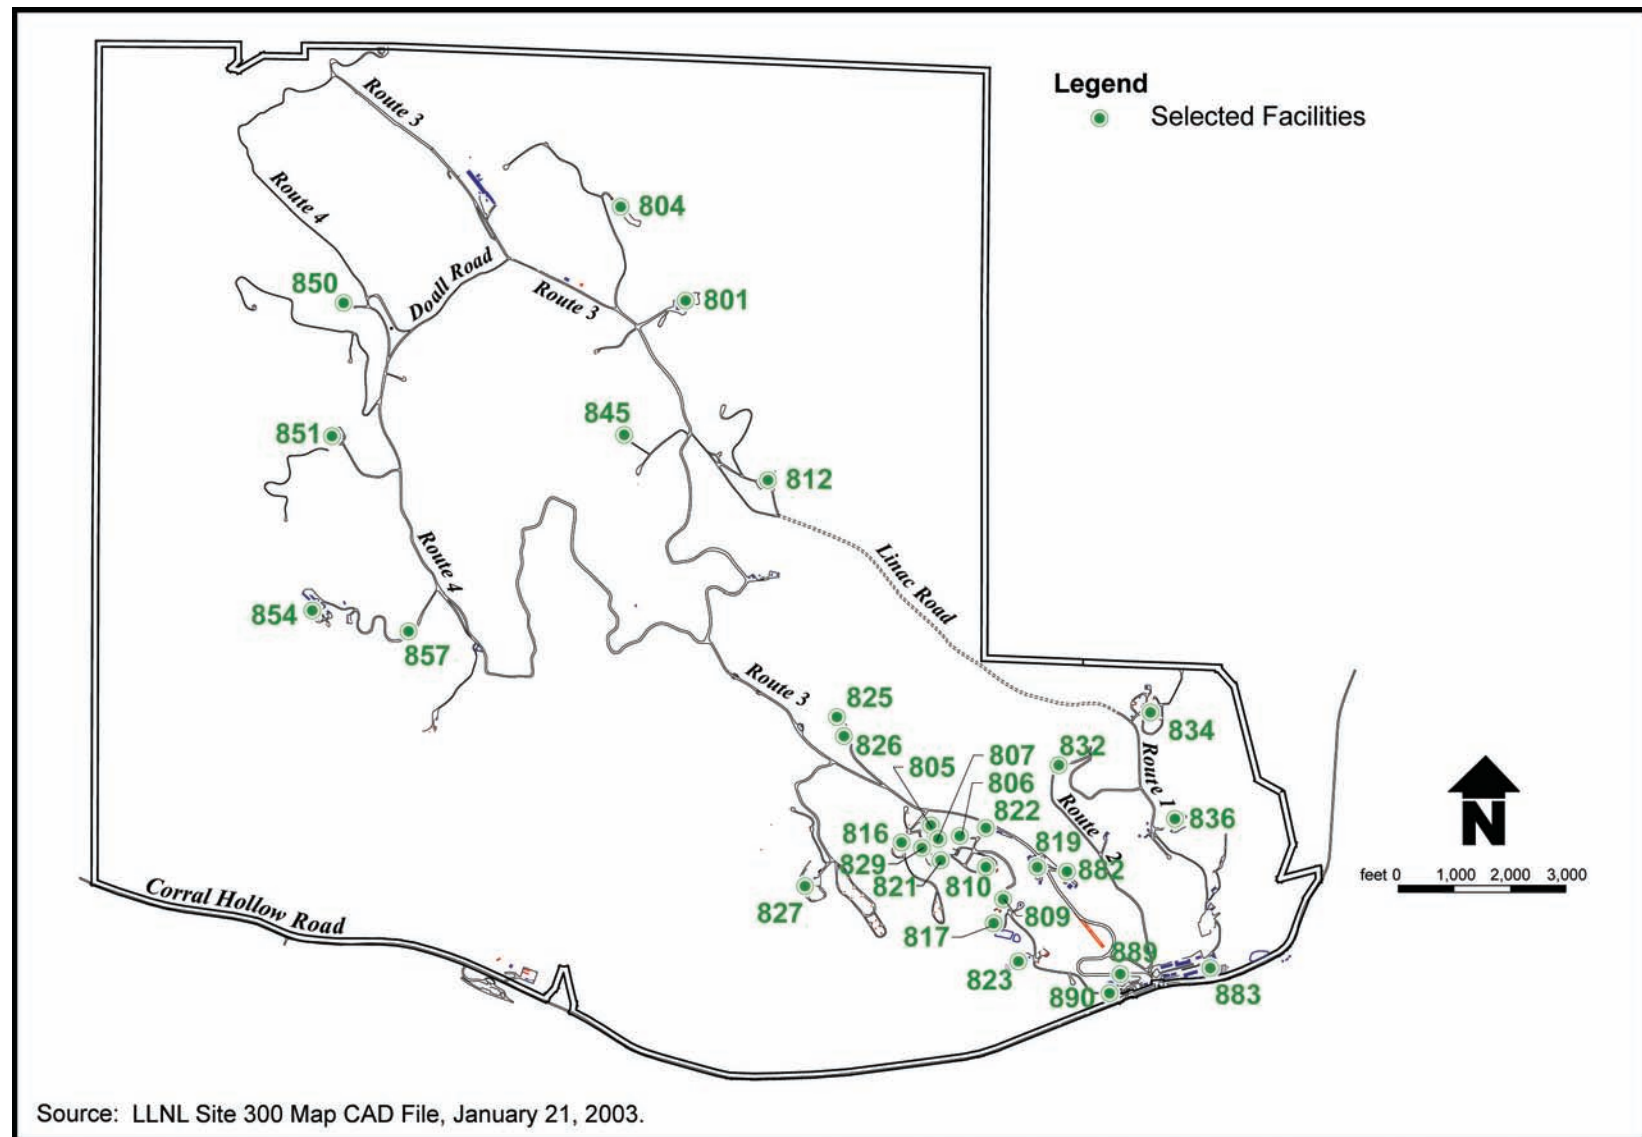 Legend
Selected Facilities
Route 3
Route 4
804
850
Doall Road
Route 3
801
845
851
812
Route 4
Linac Road
854
857
Route 3
825
826
834
832
807
805
806
Route 1
Route 2
822
836
N
816
819
829
882
821
810
feet 0 1,000 2,000 3,000
827
809
817
Corral Hollow Road
889
823
890
883
Source: LLNL Site 300 Map CAD File, January 21, 2003.